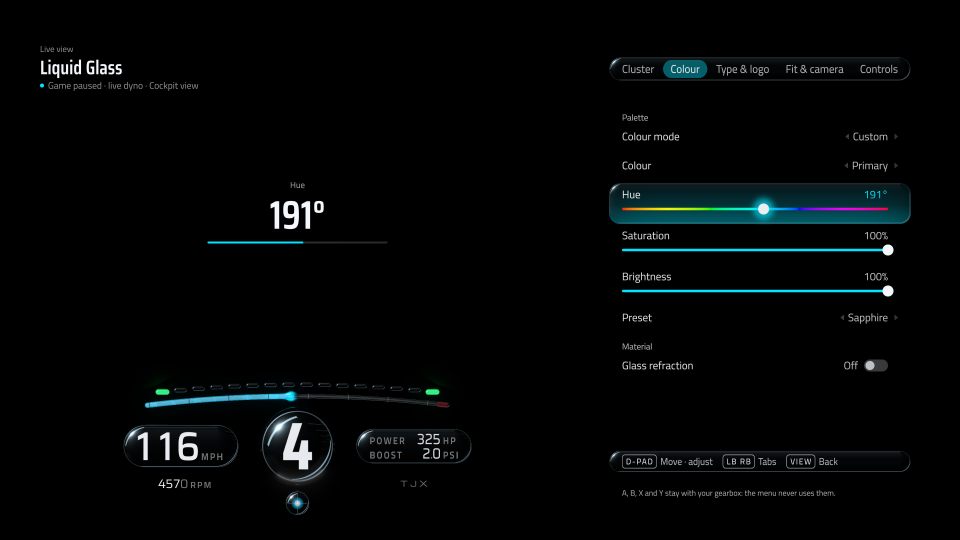 Live view
Liquid Glass
Game paused · live dyno · Cockpit view
Cluster Colour Type & logo Fit & camera Controls
Palette
Colour mode Custom
Colour Primary
Hue 191°
Saturation 100%
Brightness 100%
Preset Sapphire
Material
Glass refraction Off
Hue
191°
116 MPH
4570 RPM
4
POWER 325 HP
BOOST 2.0 PSI
TJX
D-PAD Move · adjust LB RB Tabs VIEW Back
A, B, X and Y stay with your gearbox: the menu never uses them.